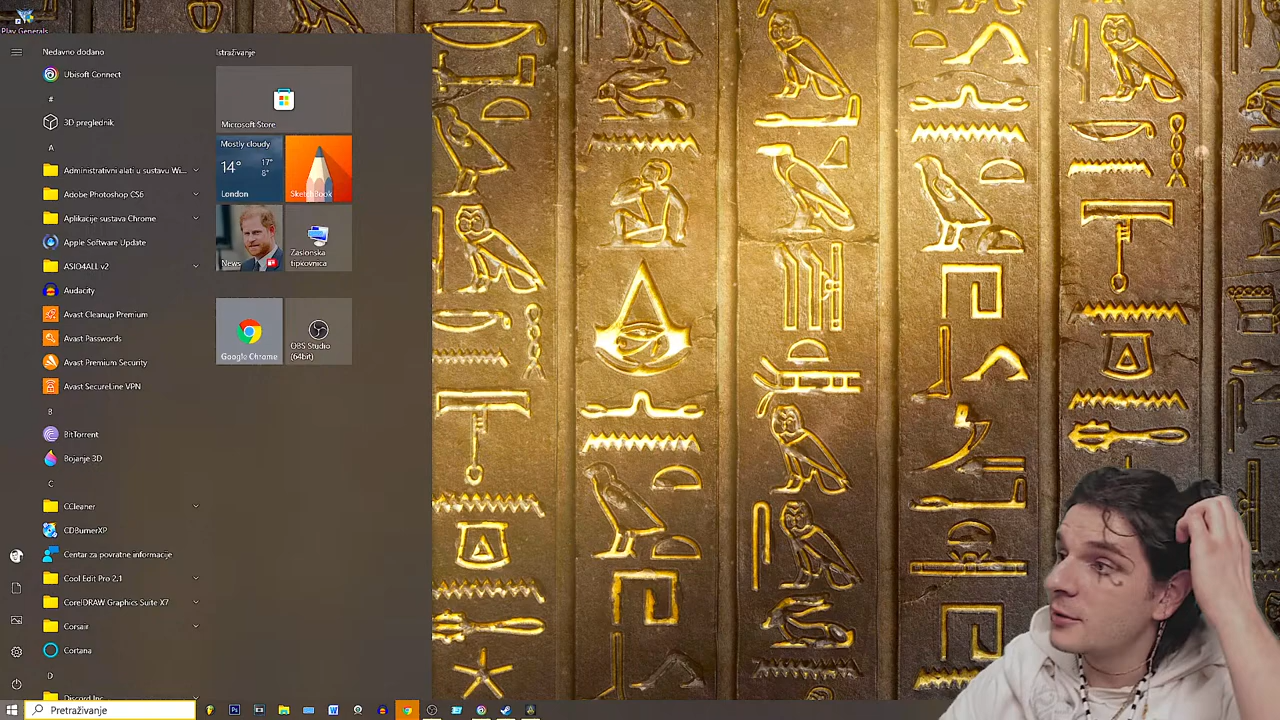 Play Generals
Nedavno dodano
Ubisoft Connect
#
3D preglednik
A
Administrativni alati u sustavu Wi...
Adobe Photoshop CS6
Aplikacije sustava Chrome
Apple Software Update
ASIO4ALL v2
Audacity
Avast Cleanup Premium
Avast Passwords
Avast Premium Security
Avast SecureLine VPN
B
BitTorrent
Bojanje 3D
C
CCleaner
CDBurnerXP
Centar za povratne informacije
Cool Edit Pro 2.1
CorelDRAW Graphics Suite X7
Corsair
Cortana
D
Discord Inc
Istraživanje
Microsoft Store
Mostly cloudy
14° 17°
8°
London
SketchBook
News
Zaslonska
tipkovnica
Google Chrome
OBS Studio
(64bit)
Pretraživanje